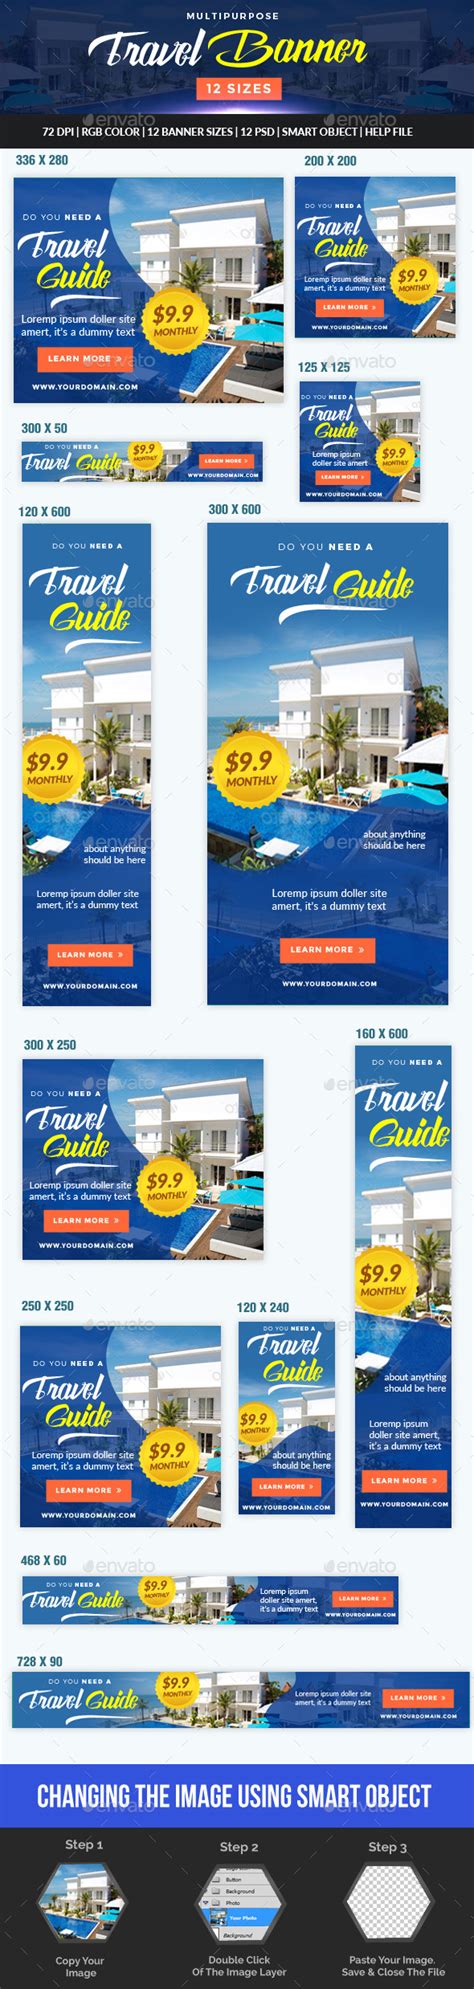 MULTIPURPOSE
Travel Banner
12 SIZES
72 DPI | RGB COLOR | 12 BANNER SIZES | 12 PSD | SMART OBJECT | HELP FILE
336 X 280
DO YOU NEED A
Travel
Guide
Lorem ipsum doller site
amert, it's a dummy text
$9.9
MONTHLY
LEARN MORE »
WWW.YOURDOMAIN.COM
200 X 200
DO YOU NEED A
Travel
Guide
Lorem ipsum doller site
amert, it's a dummy text
$9.9
MONTHLY
LEARN MORE »
WWW.YOURDOMAIN.COM
125 X 125
Travel
Guide
Lorem ipsum
doller site
$9.9
MONTHLY
LEARN MORE »
300 X 50
DO YOU NEED A
Travel Guide
$9.9
MONTHLY
LEARN MORE »
WWW.YOURDOMAIN.COM
120 X 600
DO YOU NEED A
Travel
Guide
$9.9
MONTHLY
about anything
should be here
Lorem ipsum doller site
amert, it's a dummy text
LEARN MORE »
WWW.YOURDOMAIN.COM
300 X 600
DO YOU NEED A
Travel Guide
$9.9
MONTHLY
about anything
should be here
Lorem ipsum doller site
amert, it's a dummy text
LEARN MORE »
WWW.YOURDOMAIN.COM
300 X 250
DO YOU NEED A
Travel
Guide
Lorem ipsum doller site
amert, it's a dummy text
$9.9
MONTHLY
LEARN MORE »
WWW.YOURDOMAIN.COM
160 X 600
DO YOU NEED A
Travel
Guide
$9.9
MONTHLY
about anything
should be here
Lorem ipsum doller site
amert, it's a dummy text
LEARN MORE »
WWW.YOURDOMAIN.COM
250 X 250
DO YOU NEED A
Travel
Guide
Lorem ipsum doller site
amert, it's a dummy text
$9.9
MONTHLY
LEARN MORE »
WWW.YOURDOMAIN.COM
120 X 240
DO YOU NEED A
Travel
Guide
$9.9
MONTHLY
about anything
should be here
LEARN MORE »
WWW.YOURDOMAIN.COM
468 X 60
DO YOU NEED A
Travel Guide
$9.9
MONTHLY
Lorem ipsum doller site
amert, it's a dummy text
LEARN MORE »
WWW.YOURDOMAIN.COM
728 X 90
DO YOU NEED A
Travel Guide
$9.9
MONTHLY
Lorem ipsum doller site
amert, it's a dummy text
LEARN MORE »
WWW.YOURDOMAIN.COM
CHANGING THE IMAGE USING SMART OBJECT
Step 1
Copy Your
Image
Step 2
Button
Background
Photo
Your Photo
Background
Double Click
Of The Image Layer
Step 3
Paste Your Image,
Save & Close The File
envato